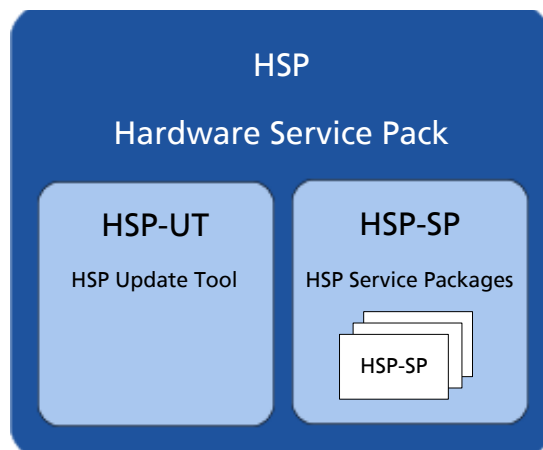 HSP
Hardware Service Pack
HSP-UT
HSP Update Tool
HSP-SP
HSP Service Packages
HSP-SP